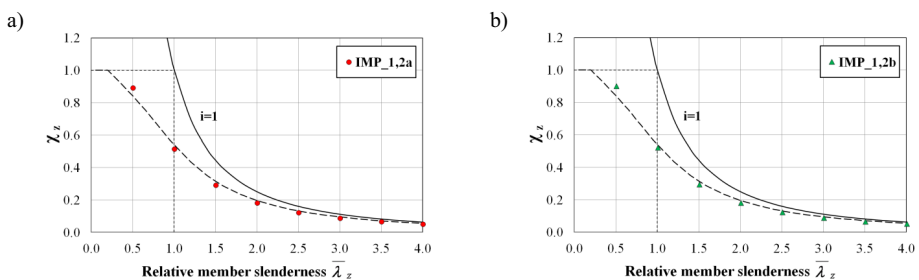 a)
1.2
1.0
0.8
0.6
0.4
0.2
0.0
χ z
IMP_1,2a
i=1
0.0 0.5 1.0 1.5 2.0 2.5 3.0 3.5 4.0
Relative member slenderness λ̅ z
b)
1.2
1.0
0.8
0.6
0.4
0.2
0.0
χ z
IMP_1,2b
i=1
0.0 0.5 1.0 1.5 2.0 2.5 3.0 3.5 4.0
Relative member slenderness λ̅ z